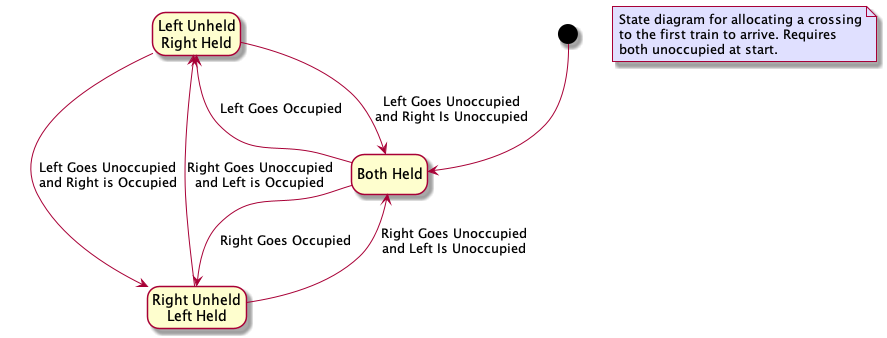 Left Unheld
Right Held
State diagram for allocating a crossing
to the first train to arrive. Requires
both unoccupied at start.
Left Goes Occupied
Left Goes Unoccupied
and Right Is Unoccupied
Left Goes Unoccupied
and Right is Occupied
Right Goes Unoccupied
and Left is Occupied
Both Held
Right Goes Occupied
Right Goes Unoccupied
and Left Is Unoccupied
Right Unheld
Left Held